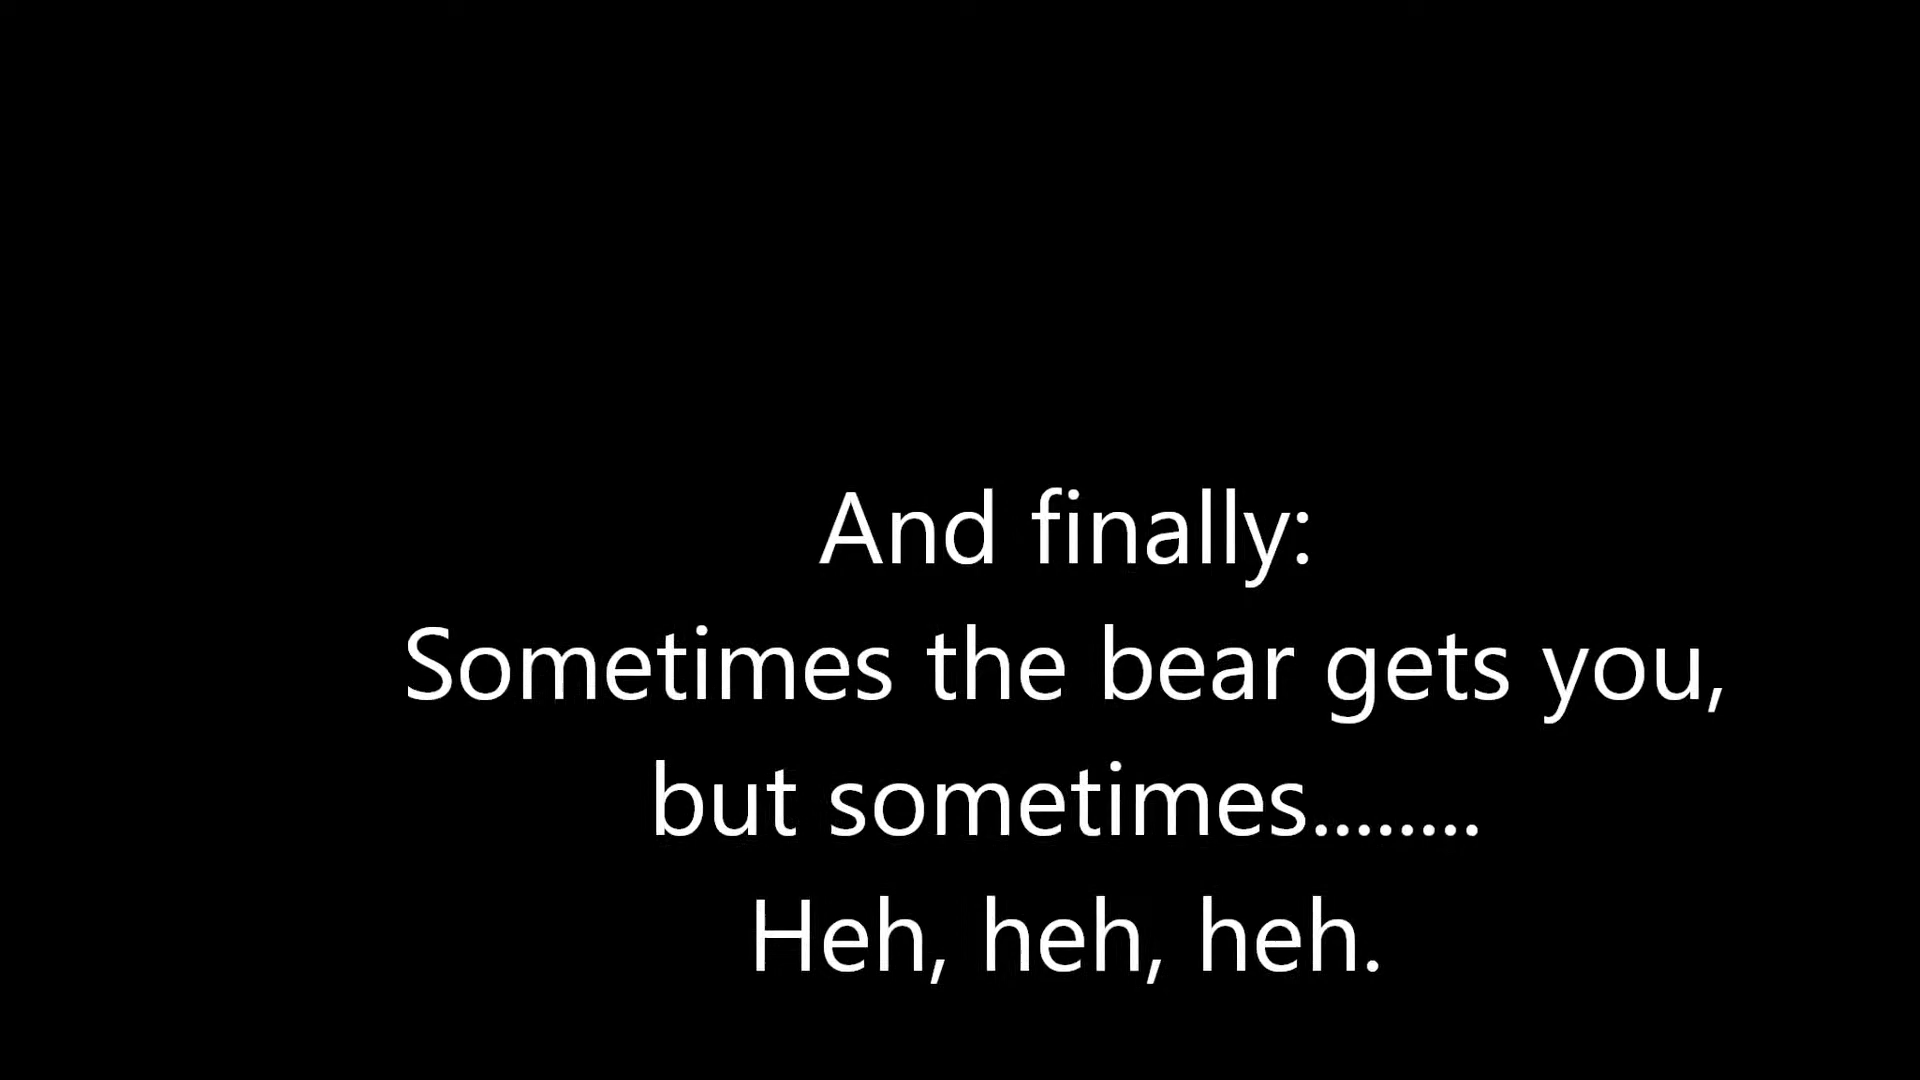 And finally:
Sometimes the bear gets you,
but sometimes........
Heh, heh, heh.